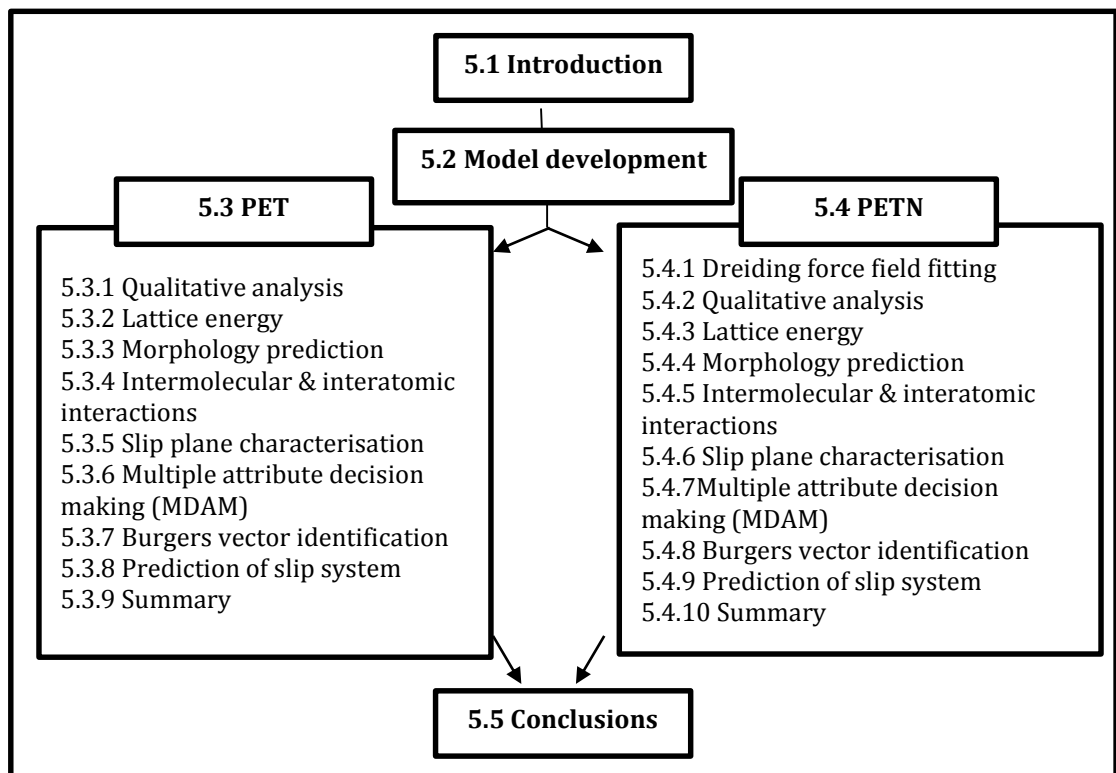 5.1 Introduction
5.2 Model development
5.3 PET
5.3.1 Qualitative analysis
5.3.2 Lattice energy
5.3.3 Morphology prediction
5.3.4 Intermolecular & interatomic
interactions
5.3.5 Slip plane characterisation
5.3.6 Multiple attribute decision
making (MDAM)
5.3.7 Burgers vector identification
5.3.8 Prediction of slip system
5.3.9 Summary
5.4 PETN
5.4.1 Dreiding force field fitting
5.4.2 Qualitative analysis
5.4.3 Lattice energy
5.4.4 Morphology prediction
5.4.5 Intermolecular & interatomic
interactions
5.4.6 Slip plane characterisation
5.4.7Multiple attribute decision
making (MDAM)
5.4.8 Burgers vector identification
5.4.9 Prediction of slip system
5.4.10 Summary
5.5 Conclusions